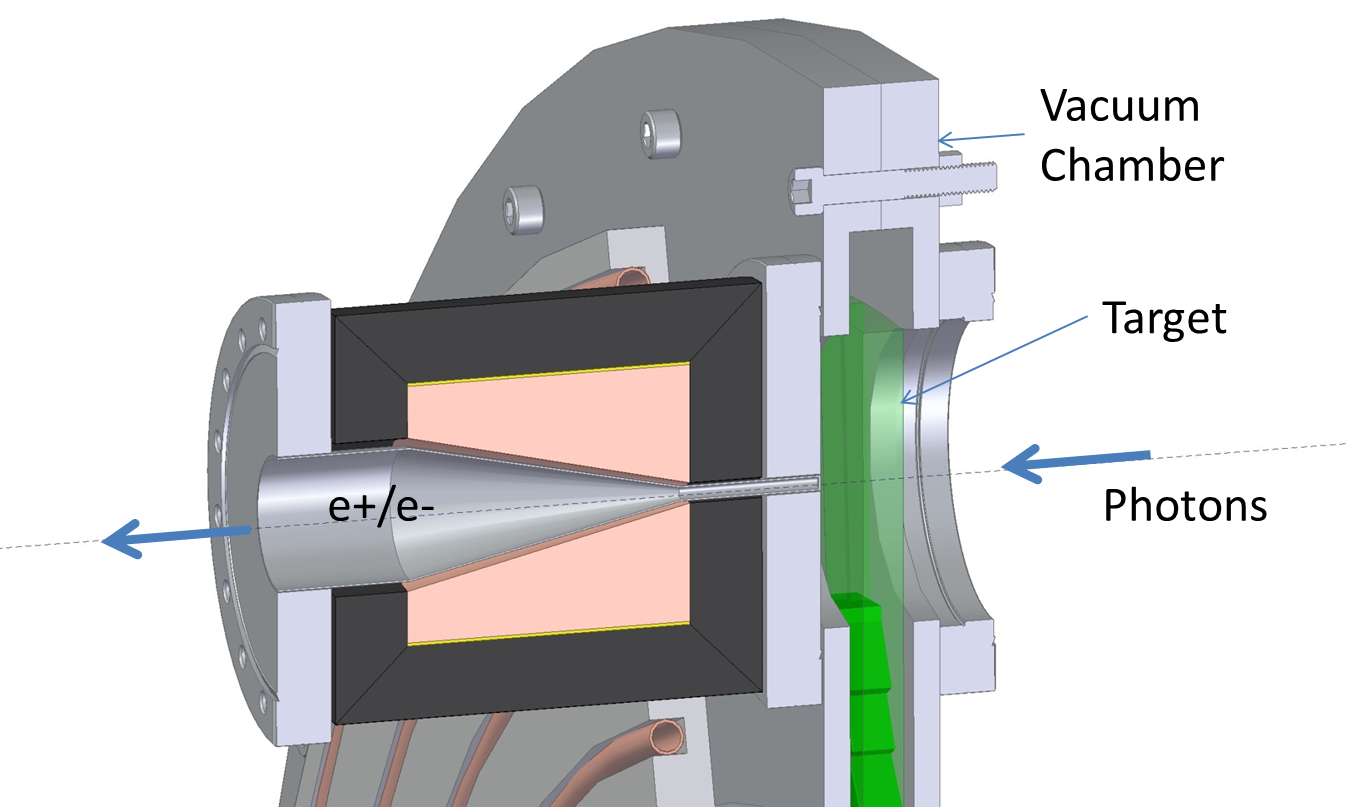 Vacuum
Chamber
Target
e+/e-
Photons